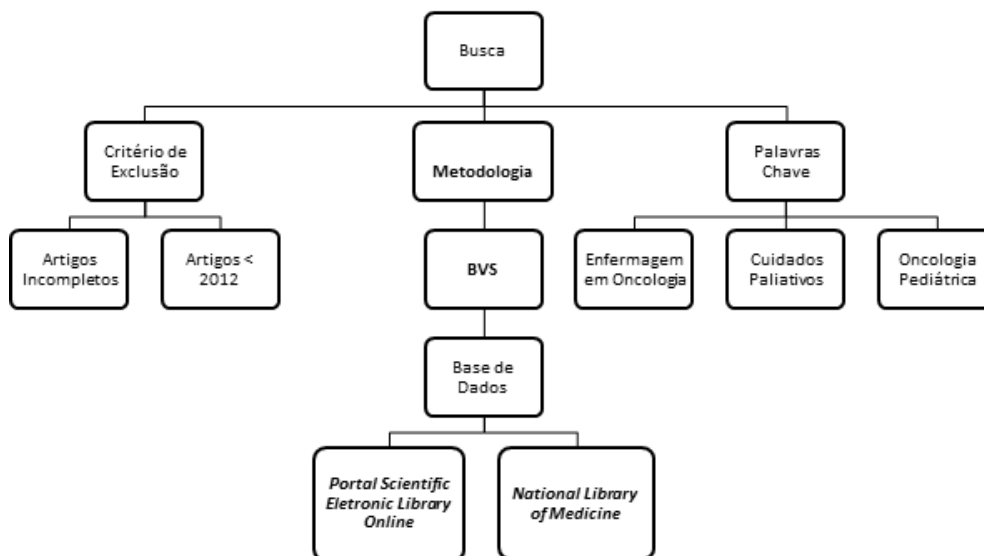 Busca
Critério de
Exclusão
Metodologia
Palavras
Chave
Artigos
Incompletos
Artigos <
2012
BVS
Enfermagem
em Oncologia
Cuidados
Paliativos
Oncologia
Pediátrica
Base de
Dados
Portal Scientific
Eletronic Library
Online
National Library
of Medicine